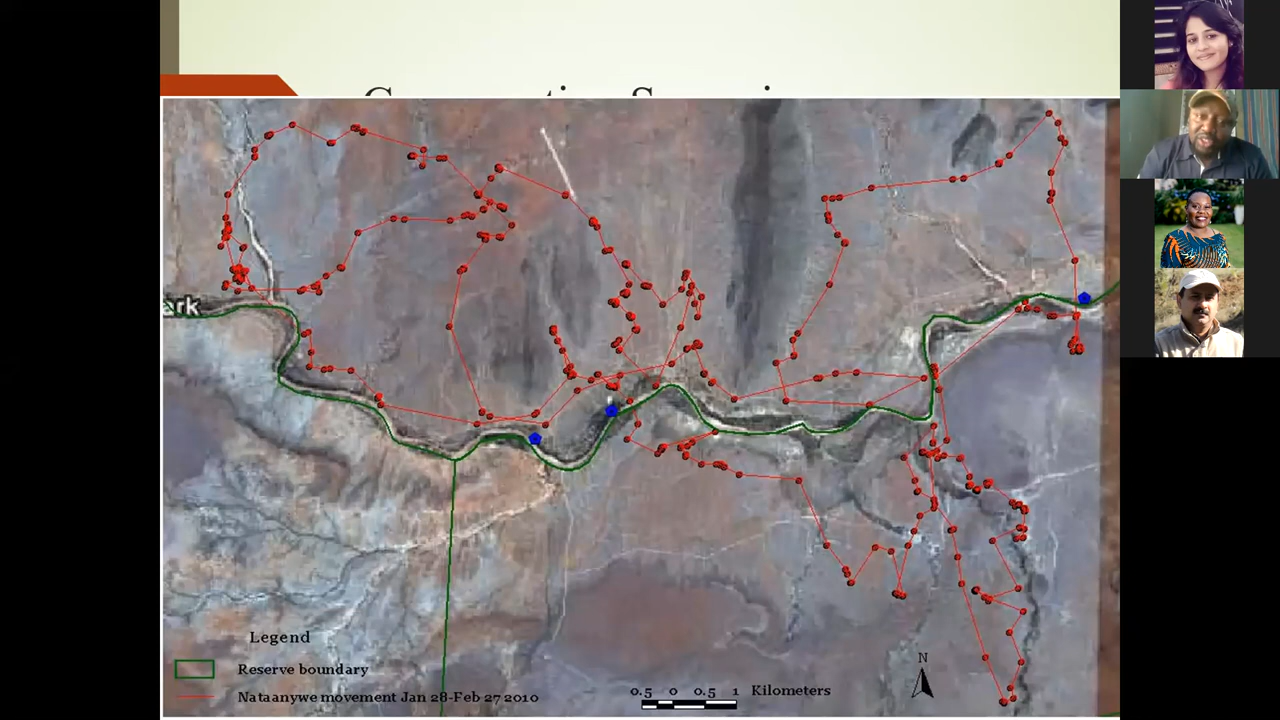 ark
Legend
Reserve boundary
Nataanywe movement Jan 28-Feb 27 2010
0.5 0 0.5 1 Kilometers
N